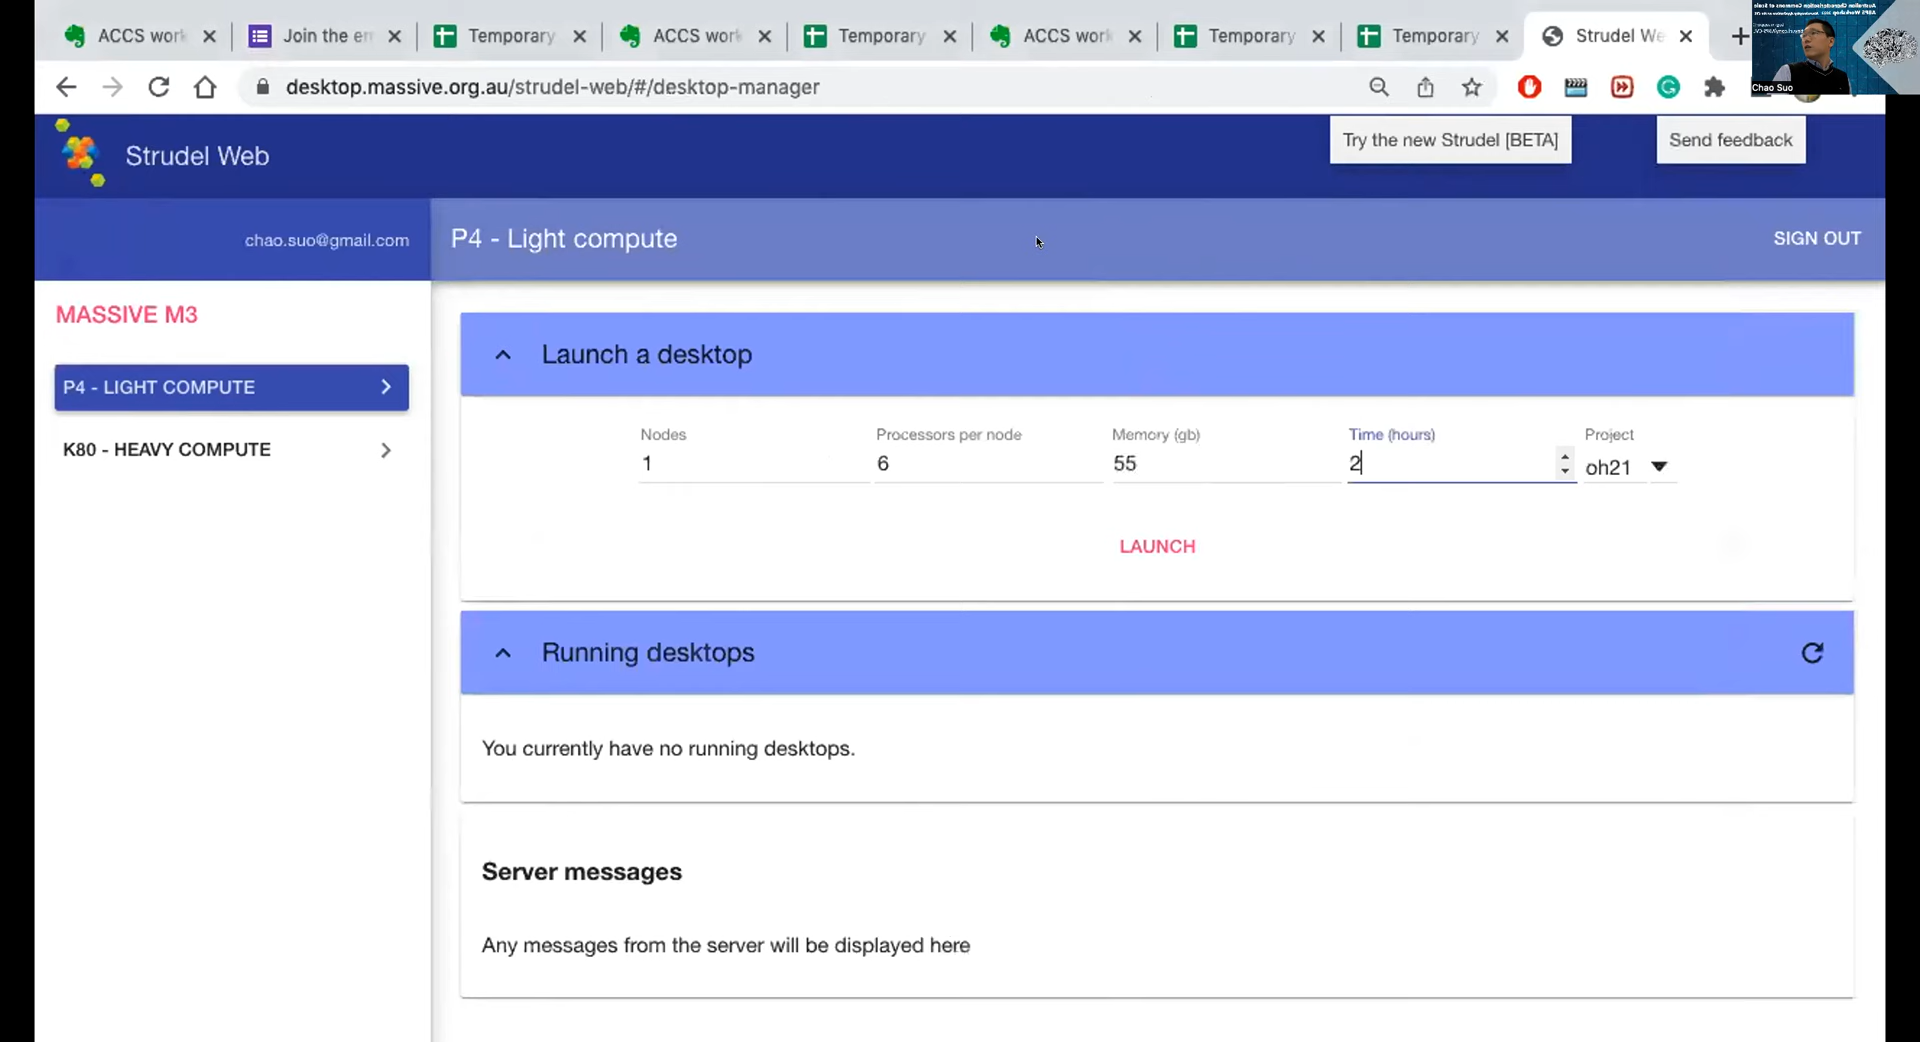 ACCS work
Join the em
Temporary
ACCS work
Temporary
ACCS work
Temporary
Temporary
Strudel We
desktop.massive.org.au/strudel-web/#/desktop-manager
Chao Suo
Strudel Web
Try the new Strudel [BETA]
Send feedback
chao.suo@gmail.com
P4 - Light compute
SIGN OUT
MASSIVE M3
P4 - LIGHT COMPUTE
K80 - HEAVY COMPUTE
Launch a desktop
Nodes
Processors per node
Memory (gb)
Time (hours)
Project
1
6
55
2
oh21
LAUNCH
Running desktops
You currently have no running desktops.
Server messages
Any messages from the server will be displayed here